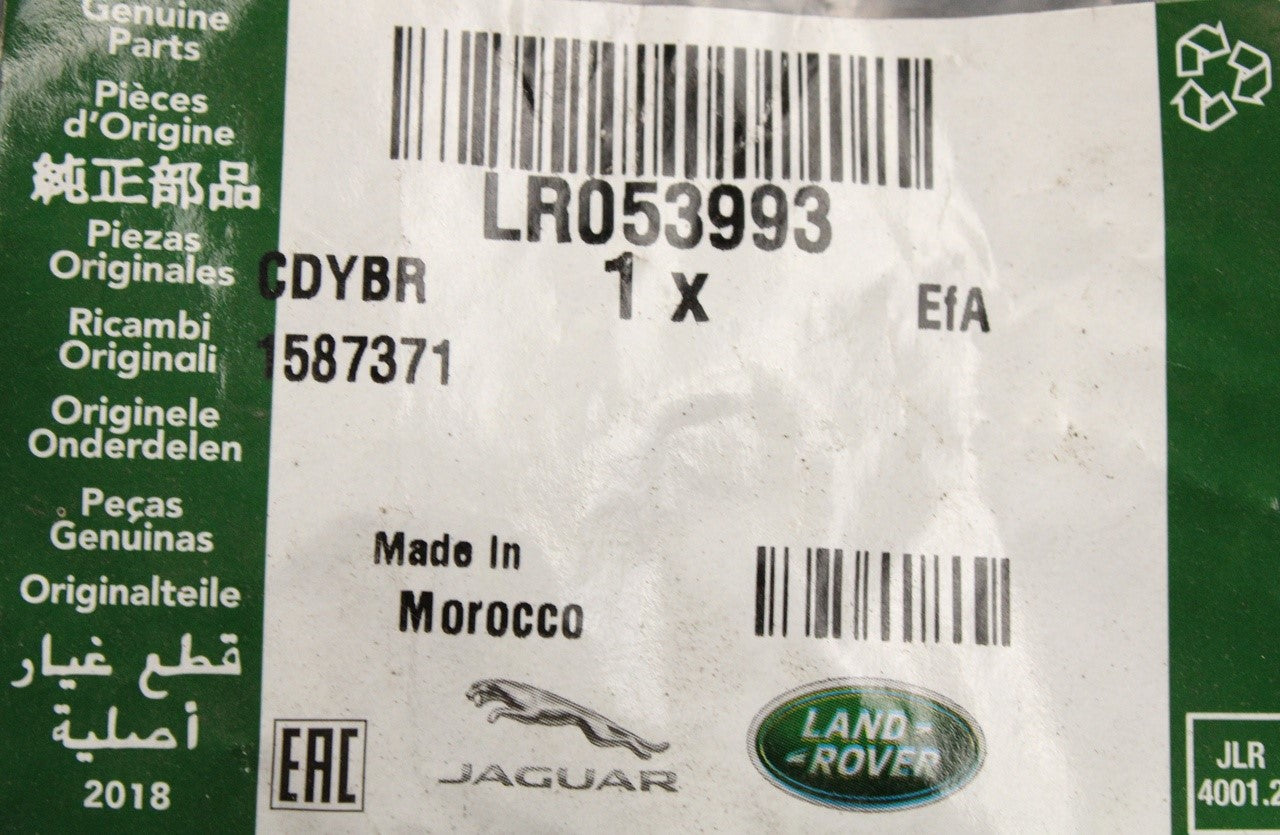 Genuine
Parts
Pièces
d'Origine
純正部品
Piezas
Originales
Ricambi
Originali
Originele
Onderdelen
Peças
Genuínas
Originalteile
قطع غيار
أصلية
2018
LR053993
CDYBR
1 x
EfA
1587371
Made In
Morocco
EAC
JAGUAR
LAND-
-ROVER
JLR
4001.2